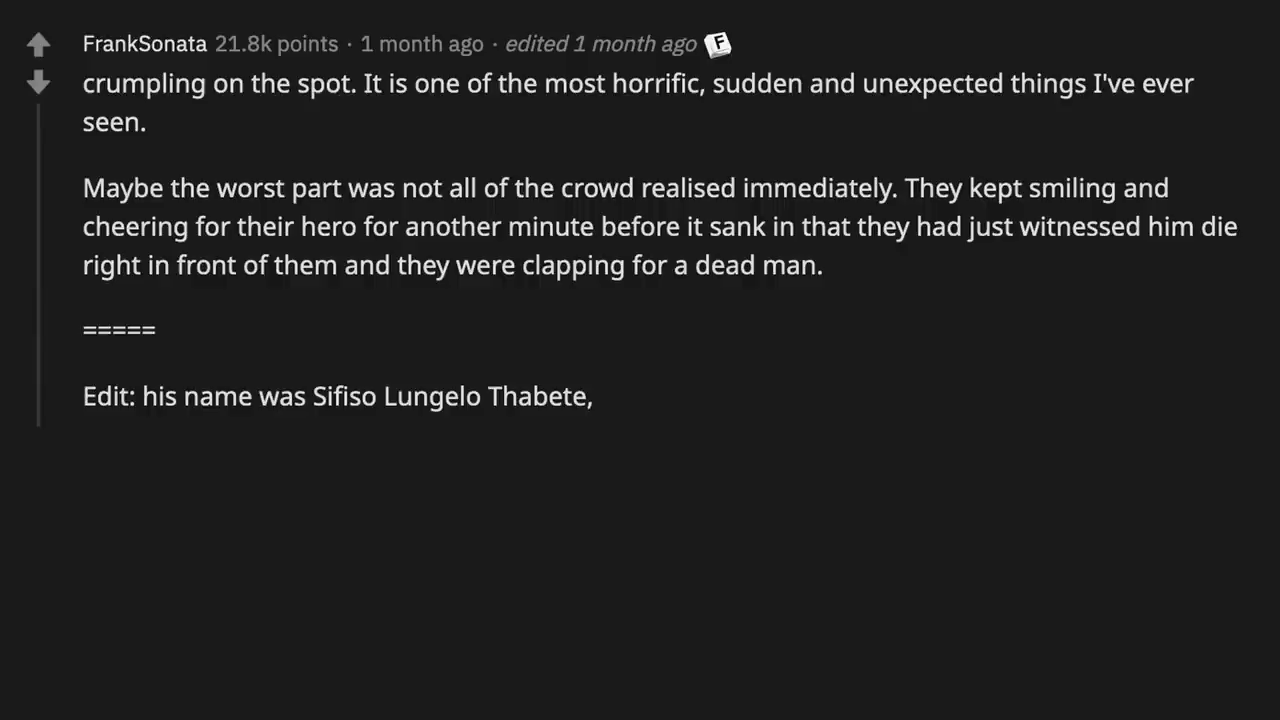 FrankSonata 21.8k points · 1 month ago · edited 1 month ago F
crumpling on the spot. It is one of the most horrific, sudden and unexpected things I've ever
seen.
Maybe the worst part was not all of the crowd realised immediately. They kept smiling and
cheering for their hero for another minute before it sank in that they had just witnessed him die
right in front of them and they were clapping for a dead man.
=====
Edit: his name was Sifiso Lungelo Thabete,